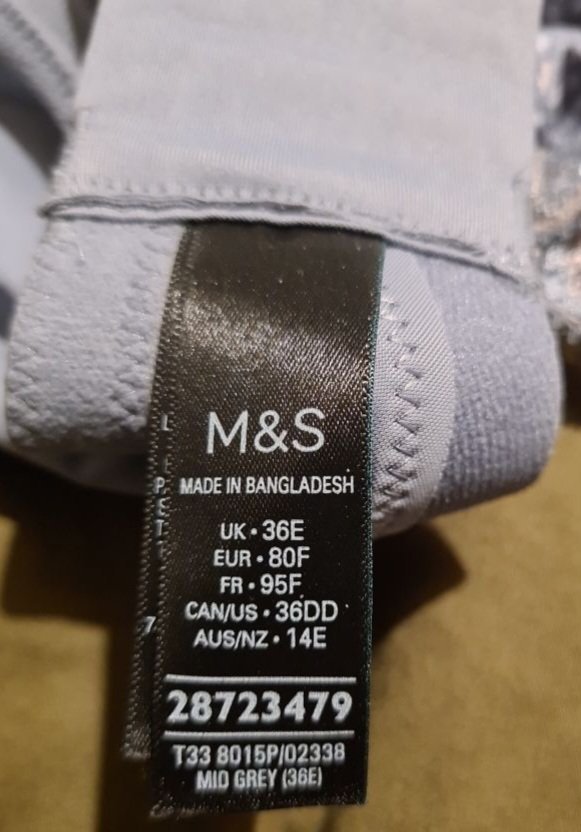 M&S
MADE IN BANGLADESH
UK • 36E
EUR • 80F
FR • 95F
CAN/US • 36DD
AUS/NZ • 14E
28723479
T33 8015P/02338
MID GREY (36E)
7